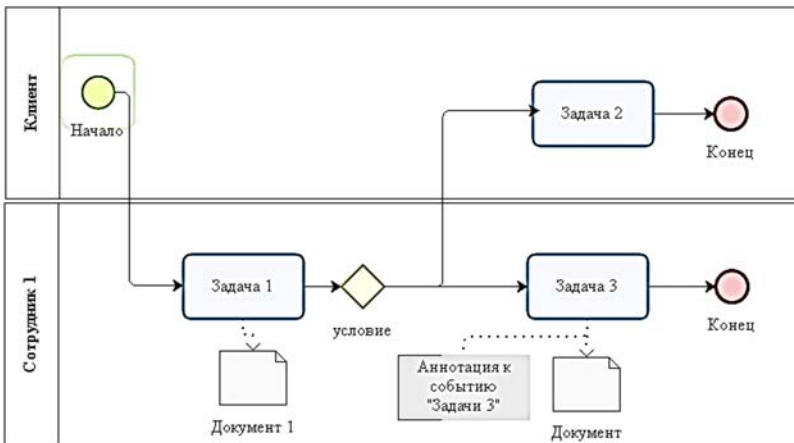 Клиент
Начало
Задача 2
Конец
Сотрудник 1
Задача 1
условие
Задача 3
Конец
Документ 1
Аннотация к
событию
"Задачи 3"
Документ